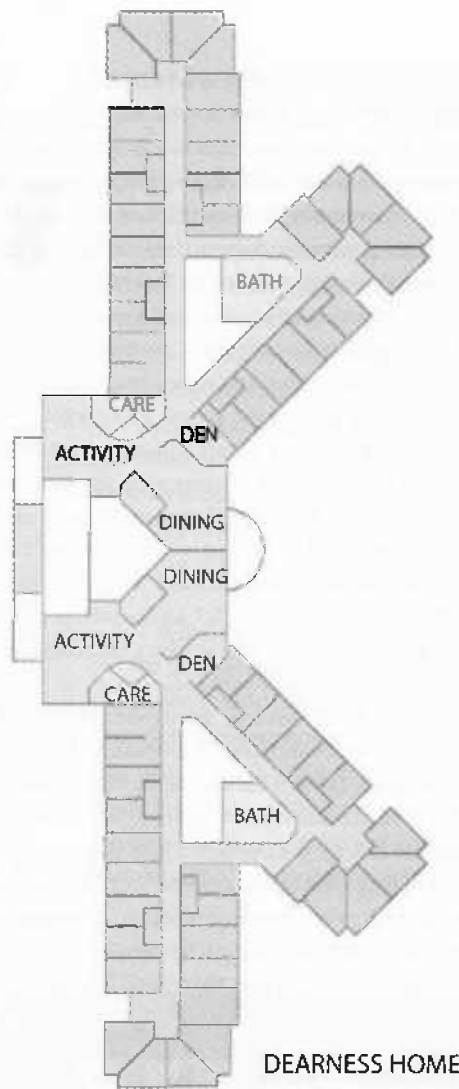 BATH
CARE
DEN
ACTIVITY
DINING
DINING
ACTIVITY
DEN
CARE
BATH
DEARNESS HOME